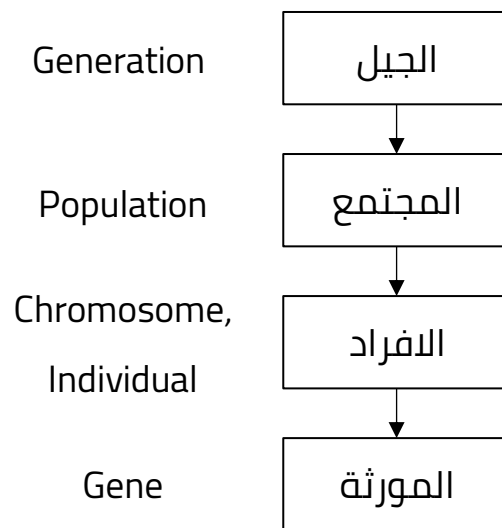 Generation
الجيل
Population
المجتمع
Chromosome,
Individual
الافراد
Gene
المورثة